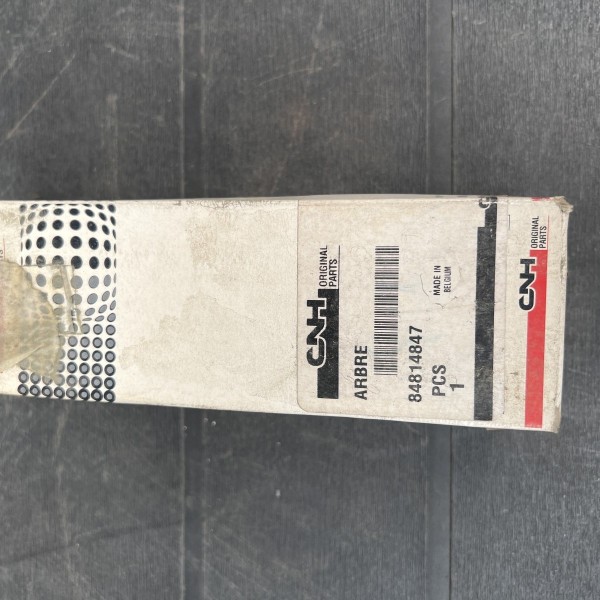 CNH
ORIGINAL
PARTS
ARBRE
84814847
PCS
1
MADE IN
BELGIUM
CNH
ORIGINAL
PARTS